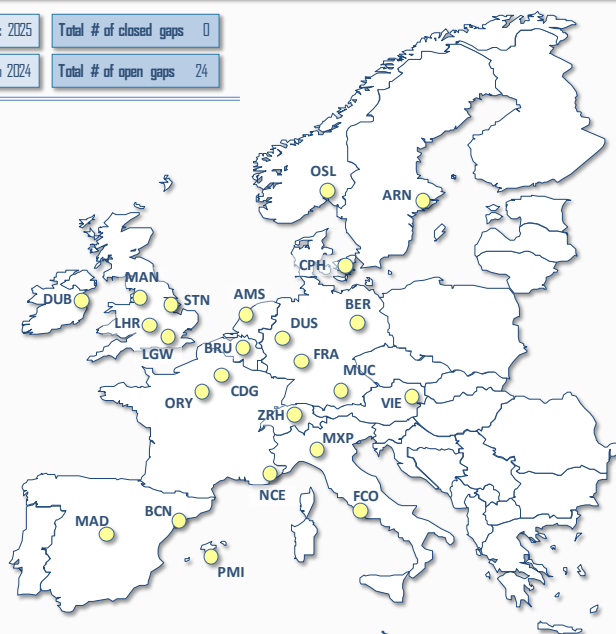 : 2025
Total # of closed gaps 0
2024
Total # of open gaps 24
OSL
ARN
CPH
MAN
DUB
STN
AMS
BER
LHR
DUS
LGW
BRU
FRA
MUC
CDG
ORY
VIE
ZRH
MXP
NCE
FCO
BCN
MAD
PMI